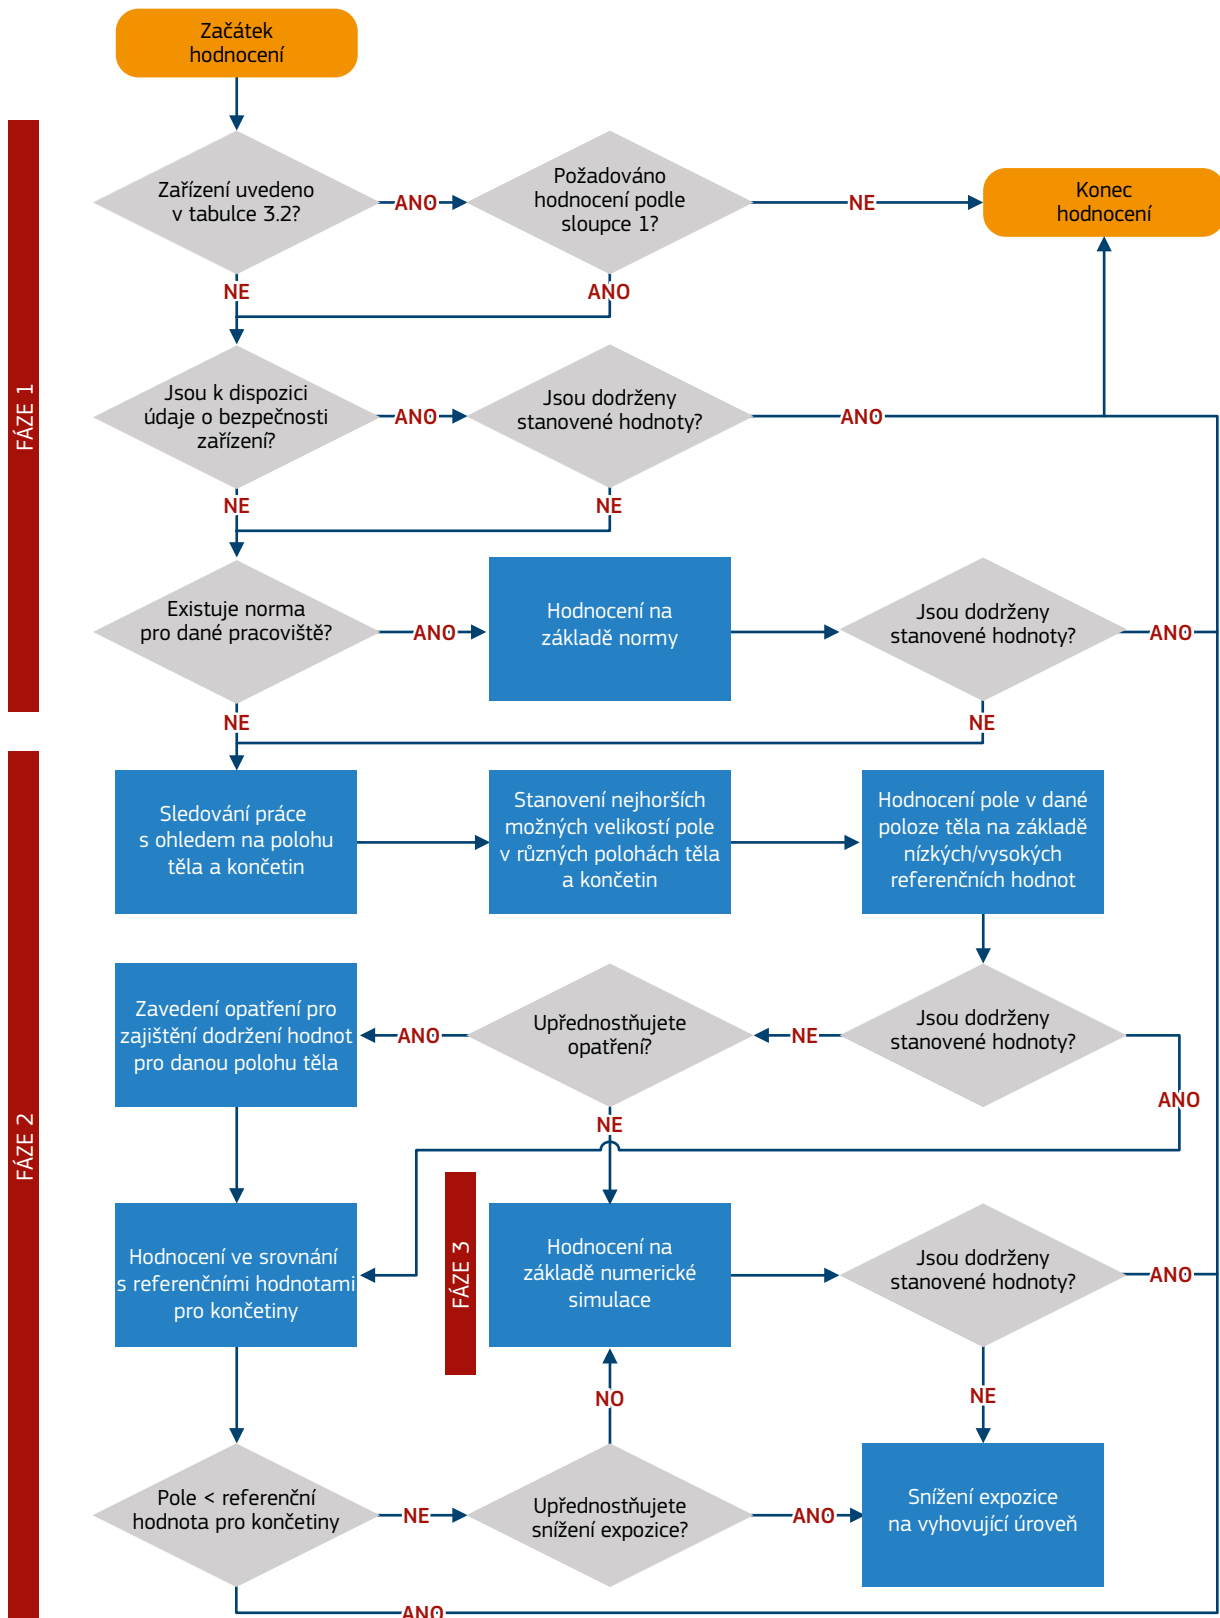 Začátek
hodnocení
FÁZE 1
Zařízení uvedeno
v tabulce 3.2?
ANO
Požadováno
hodnocení podle
sloupce 1?
NE
Konec
hodnocení
NE
ANO
Jsou k dispozici
údaje o bezpečnosti
zařízení?
ANO
Jsou dodrženy
stanovené hodnoty?
ANO
NE
NE
Existuje norma
pro dané pracoviště?
ANO
Hodnocení na
základě normy
Jsou dodrženy
stanovené hodnoty?
ANO
NE
NE
FÁZE 2
Sledování práce
s ohledem na polohu
těla a končetin
Stanovení nejhorších
možných velikostí pole
v různých polohách těla
a končetin
Hodnocení pole v dané
poloze těla na základě
nízkých/vysokých
referenčních hodnot
Zavedení opatření pro
zajištění dodržení hodnot
pro danou polohu těla
ANO
Upřednostňujete
opatření?
NE
Jsou dodrženy
stanovené hodnoty?
ANO
NE
Hodnocení ve srovnání
s referenčními hodnotami
pro končetiny
FÁZE 3
Hodnocení na
základě numerické
simulace
Jsou dodrženy
stanovené hodnoty?
ANO
NO
NE
Pole < referenční
hodnota pro končetiny
NE
Upřednostňujete
snížení expozice?
ANO
Snížení expozice
na vyhovující úroveň
ANO